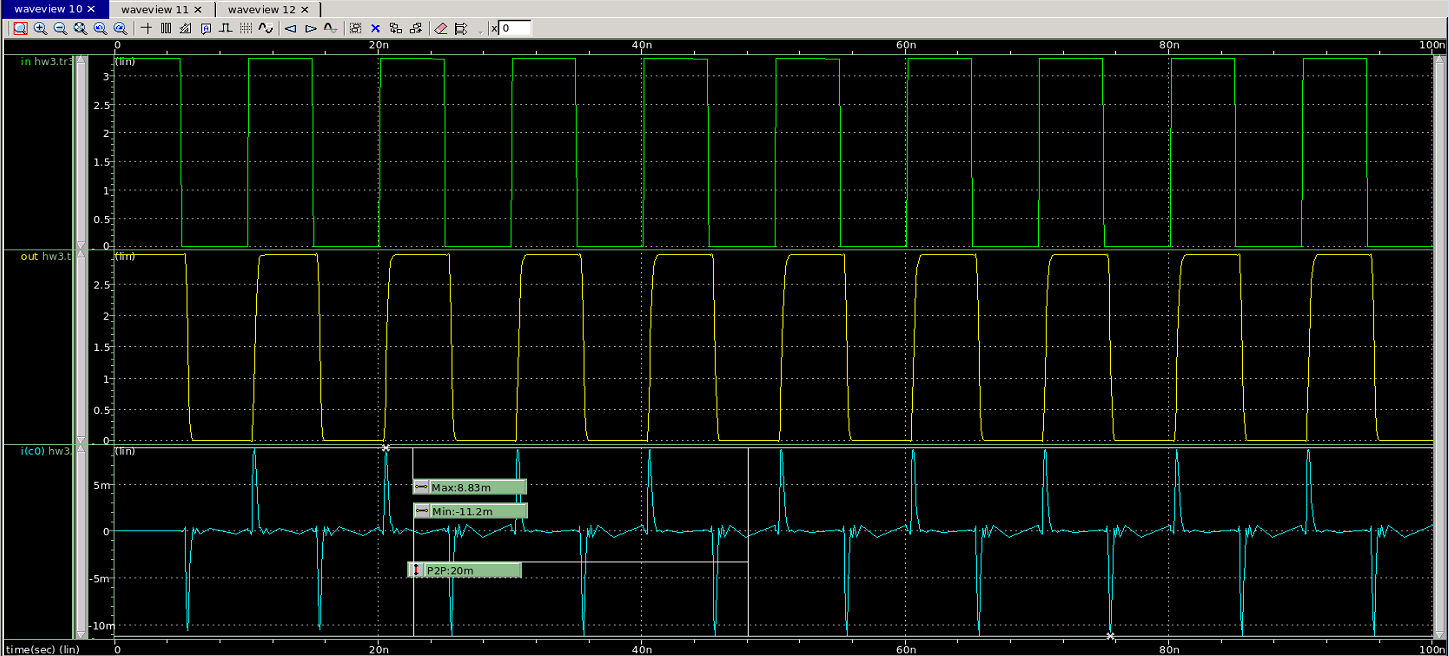 waveview 10 × waveview 11 × waveview 12 ×
x 0
0 20n 40n 60n 80n 100n
in hw3.tr3 (lin)
3
2.5
2
1.5
1
0.5
0
out hw3.t (lin)
2.5
2
1.5
1
0.5
0
i(c0) hw3. (lin)
5m
0
-5m
-10m
Max:8.83m
Min:-11.2m
P2P:20m
time(sec) (lin) 0 20n 40n 60n 80n 100n